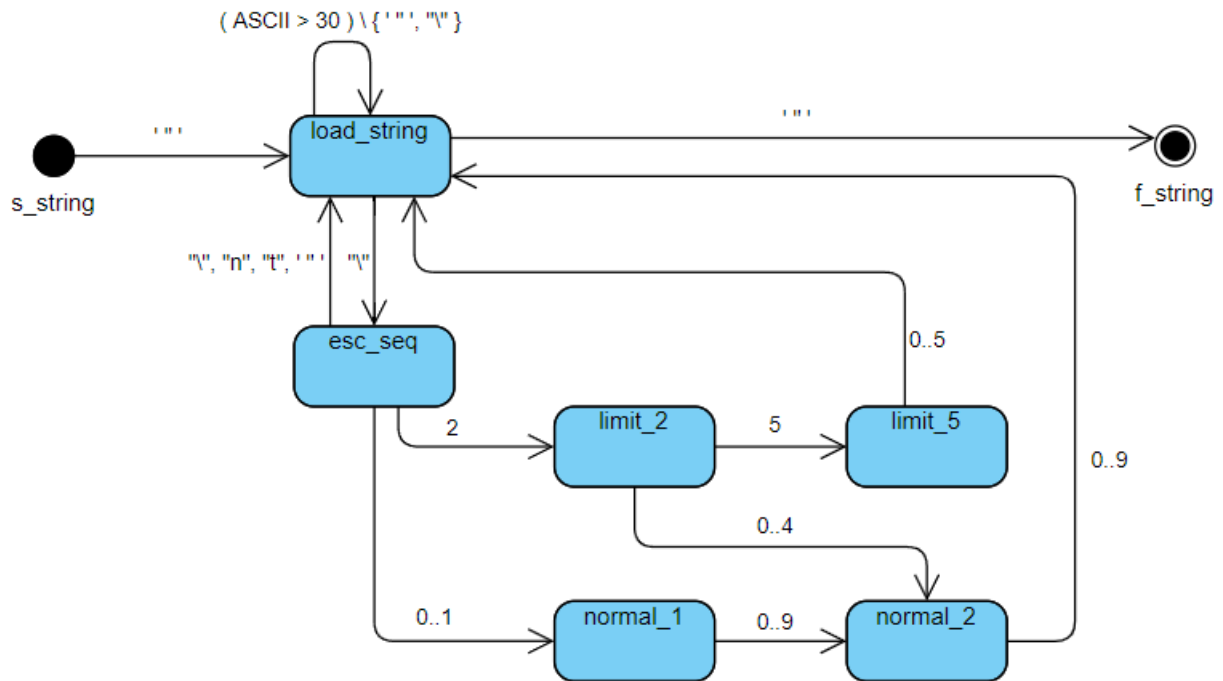 ( ASCII > 30 ) \ { ' " ', "\" }
load_string
' " '
' " '
s_string
f_string
"\", "n", "t", ' " '
"\"
esc_seq
0..5
2
limit_2
5
limit_5
0..9
0..4
0..1
normal_1
0..9
normal_2